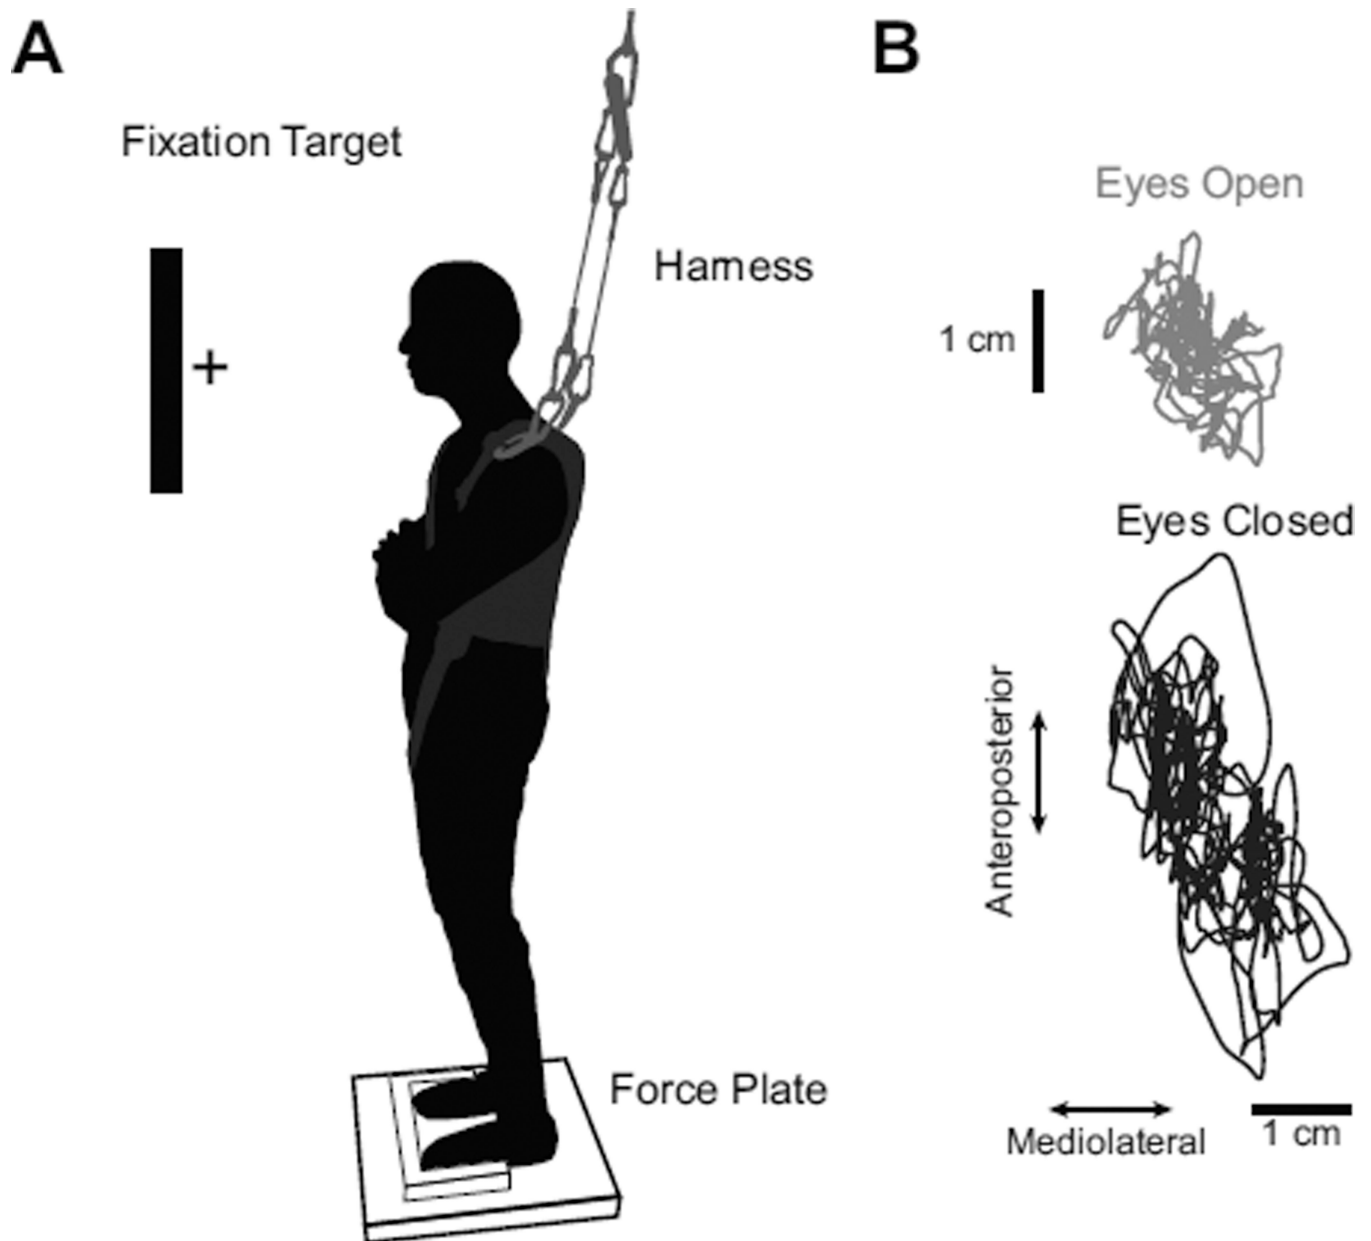 A
B
Fixation Target
Eyes Open
Harness
1 cm
+
Eyes Closed
Anteroposterior
Force Plate
Mediolateral
1 cm